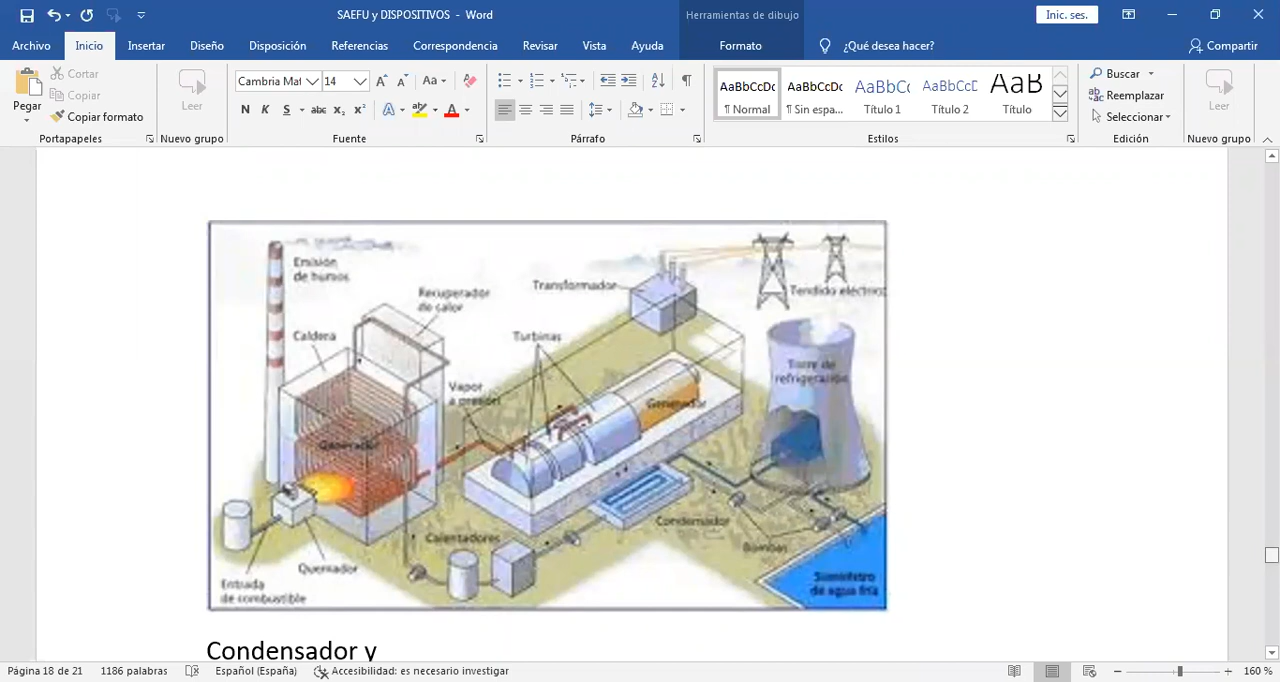 SAEFU y DISPOSITIVOS - Word
Herramientas de dibujo
Inic. ses.
Archivo
Inicio
Insertar
Diseño
Disposición
Referencias
Correspondencia
Revisar
Vista
Ayuda
Formato
¿Qué desea hacer?
Compartir
Pegar
Cortar
Copiar
Copiar formato
Portapapeles
Leer
Nuevo grupo
Cambria Mat
14
Aa
N K S abc x₂
A
A
Fuente
Párrafo
AaBbCcDc
¶ Normal
AaBbCcDc
¶ Sin espa...
AaBbCc
Título 1
AaBbCcD
Título 2
AaB
Título
Estilos
Buscar
Reemplazar
Seleccionar
Edición
Leer
Nuevo grupo
Emisión
de humos
Recuperador
de calor
Caldera
Transformador
Tendido eléctrico
Turbinas
Torre de
refrigeración
Vapor
a presión
Generador
Generador
Condensador
Calentadores
Bombas
Quemador
Entrada
de combustible
Suministro
de agua fría
Condensador y
Página 18 de 21
1186 palabras
Español (España)
Accesibilidad: es necesario investigar
160 %